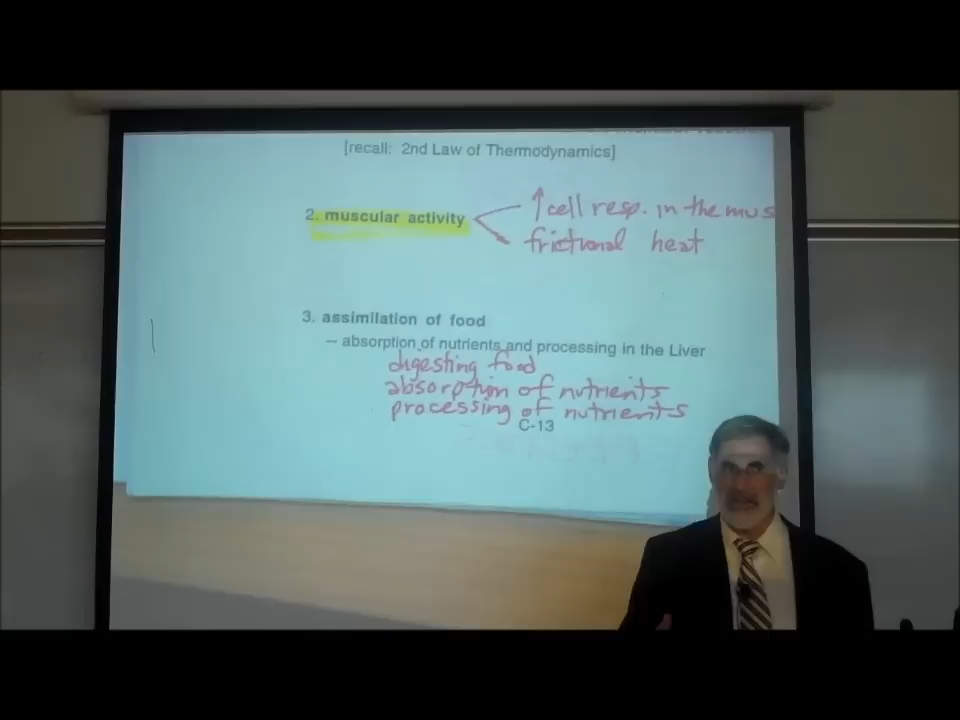 [recall: 2nd Law of Thermodynamics]
2. muscular activity
↑ cell resp. in the mus
frictional heat
3. assimilation of food
-- absorption of nutrients and processing in the Liver
digesting food
absorption of nutrients
processing of nutrients
C-13